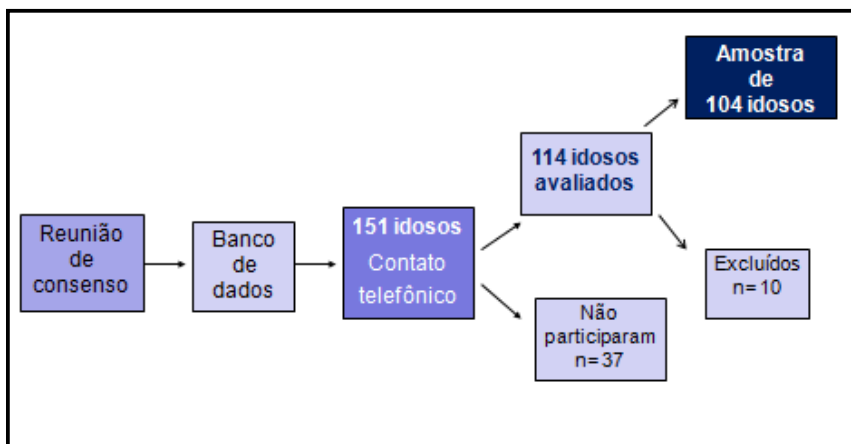 Reunião
de
consenso
Banco
de
dados
151 idosos
Contato
telefônico
114 idosos
avaliados
Amostra
de
104 idosos
Excluídos
n= 10
Não
participaram
n= 37